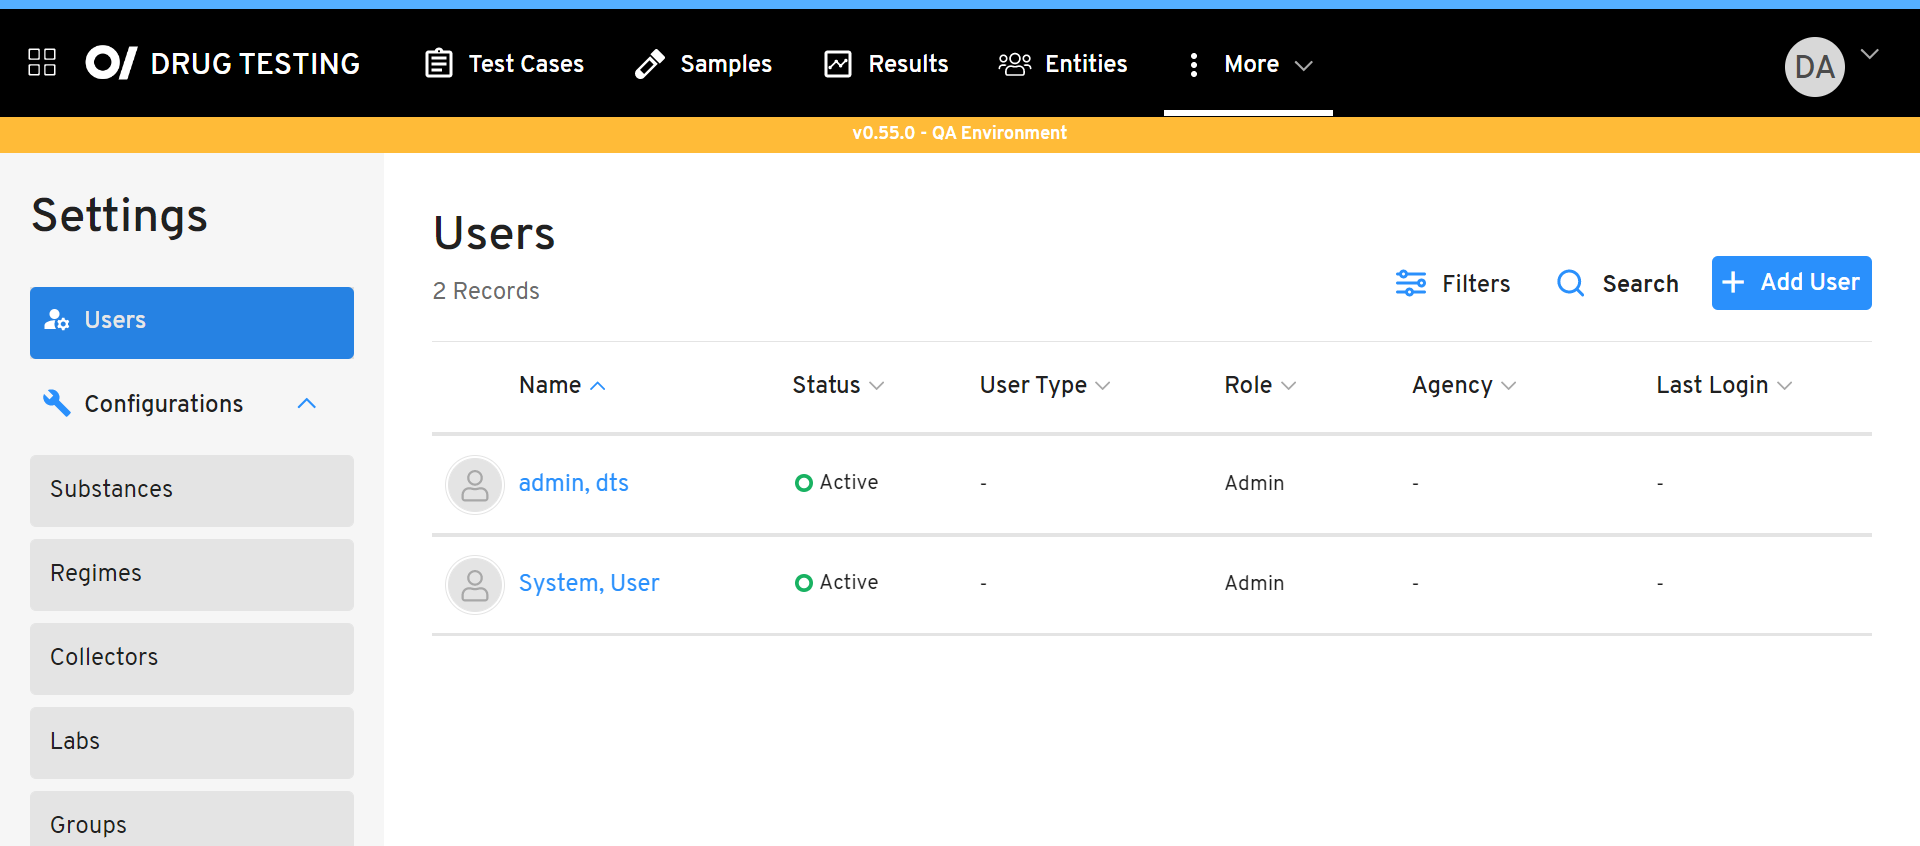 DRUG TESTING Test Cases Samples Results Entities More DA
v0.55.0 - QA Environment
Settings
Users
Configurations
Substances
Regimes
Collectors
Labs
Groups
Users
2 Records
Filters Search + Add User
Name Status User Type Role Agency Last Login
admin, dts Active - Admin - -
System, User Active - Admin - -